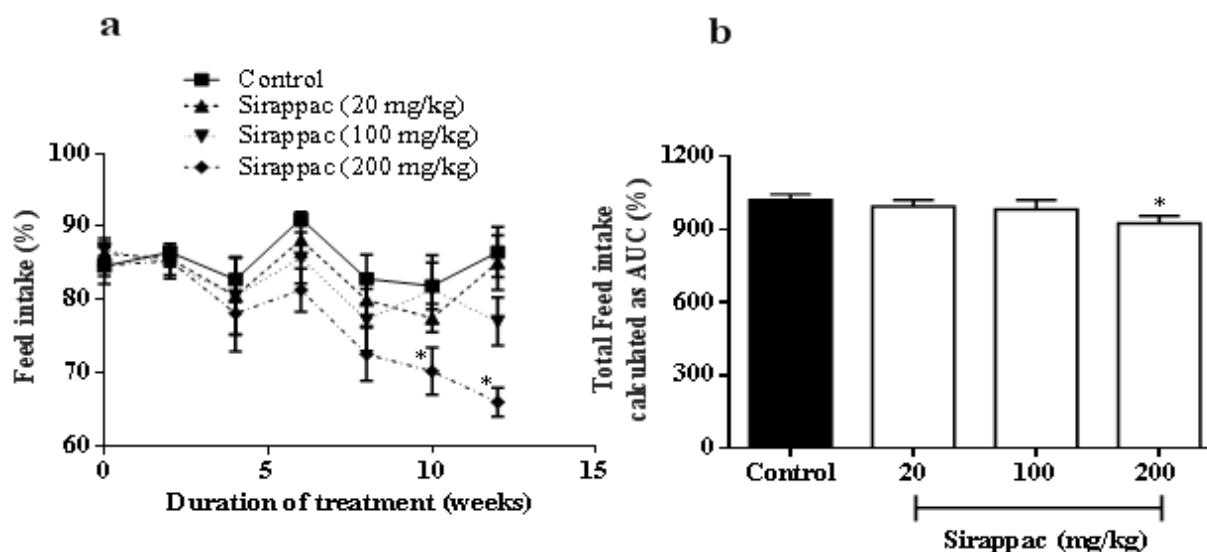 a
Control
Sirappac (20 mg/kg)
Sirappac (100 mg/kg)
Sirappac (200 mg/kg)
100
90
80
70
60
Feed intake (%)
*
*
0 5 10 15
Duration of treatment (weeks)
b
1200
900
600
300
0
Total Feed intake
calculated as AUC (%)
*
Control 20 100 200
Sirappac (mg/kg)